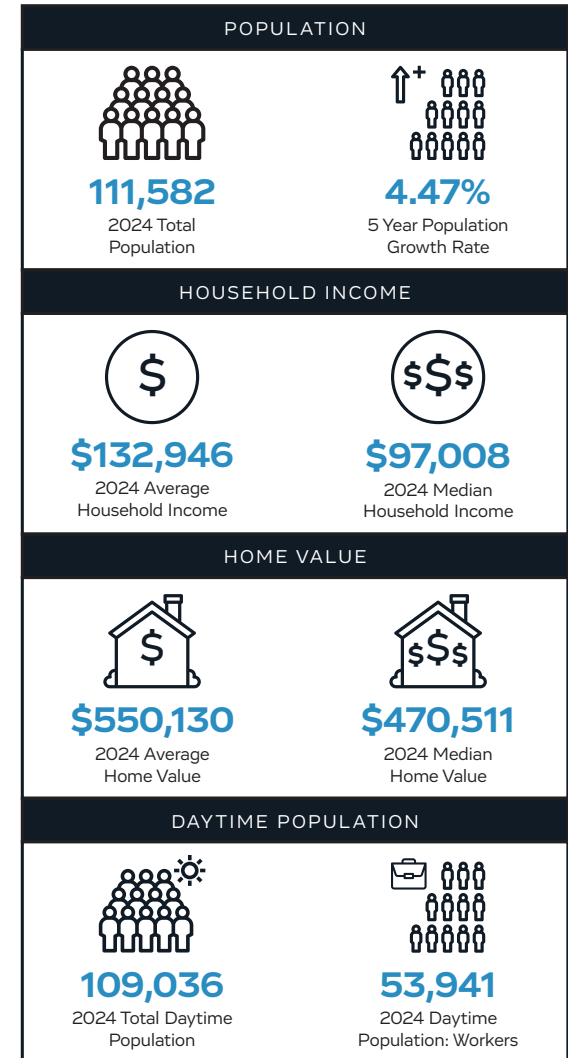 POPULATION
111,582
2024 Total
Population
4.47%
5 Year Population
Growth Rate
HOUSEHOLD INCOME
$
$132,946
2024 Average
Household Income
$$$
$97,008
2024 Median
Household Income
HOME VALUE
$
$550,130
2024 Average
Home Value
$$$
$470,511
2024 Median
Home Value
DAYTIME POPULATION
109,036
2024 Total Daytime
Population
53,941
2024 Daytime
Population: Workers